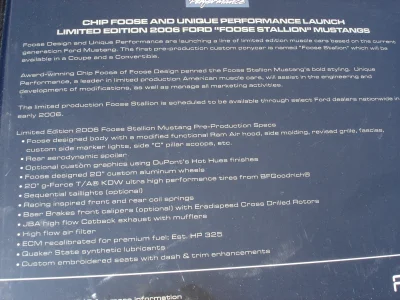 PERFORMANCE
CHIP FOOSE AND UNIQUE PERFORMANCE LAUNCH
LIMITED EDITION 2006 FORD "FOOSE STALLION" MUSTANGS
Foose Design and Unique Performance are launching a line of limited edition muscle cars based on the current
generation Ford Mustang. The first pre-production custom ponycar is named "Foose Stallion" which will be
available in a Coupe and a Convertible.
Award-winning Chip Foose of Foose Design penned the Foose Stallion Mustang's bold styling. Unique
Performance, a leader in limited production American muscle cars, will assist in the engineering and
development of modifications, as well as manage all marketing activities.
The limited production Foose Stallion is scheduled to be available through select Ford dealers nationwide in
early 2006.
Limited Edition 2006 Foose Stallion Mustang Pre-Production Specs
• Foose designed body with a modified functional Ram Air hood, side molding, revised grille, fascias,
custom side marker lights, side "C" pillar scoops, etc.
• Rear aerodynamic spoiler
• Optional custom graphics using DuPont's Hot Hues finishes
• Foose designed 20" custom aluminum wheels
• 20" g-Force T/A® KDW ultra high performance tires from BFGoodrich®
• Sequential taillights (optional)
• Racing inspired front and rear coil springs
• Baer Brakes front calipers (optional) with Eradispeed Cross Drilled Rotors
• JBA high flow Catback exhaust with mufflers
• High flow air filter
• ECM recalibrated for premium fuel: Est. HP 325
• Quaker State synthetic lubricants
• Custom embroidered seats with dash & trim enhancements
information